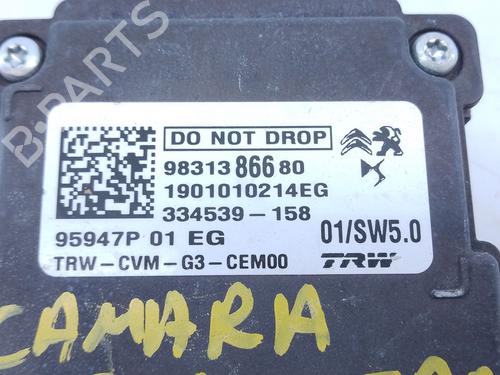 B-PARTS
DO NOT DROP
98313 866 80
1901010214EG
334539-158
95947P 01 EG
01/SW5.0
TRW-CVM-G3-CEM00
TRW
CAMARA